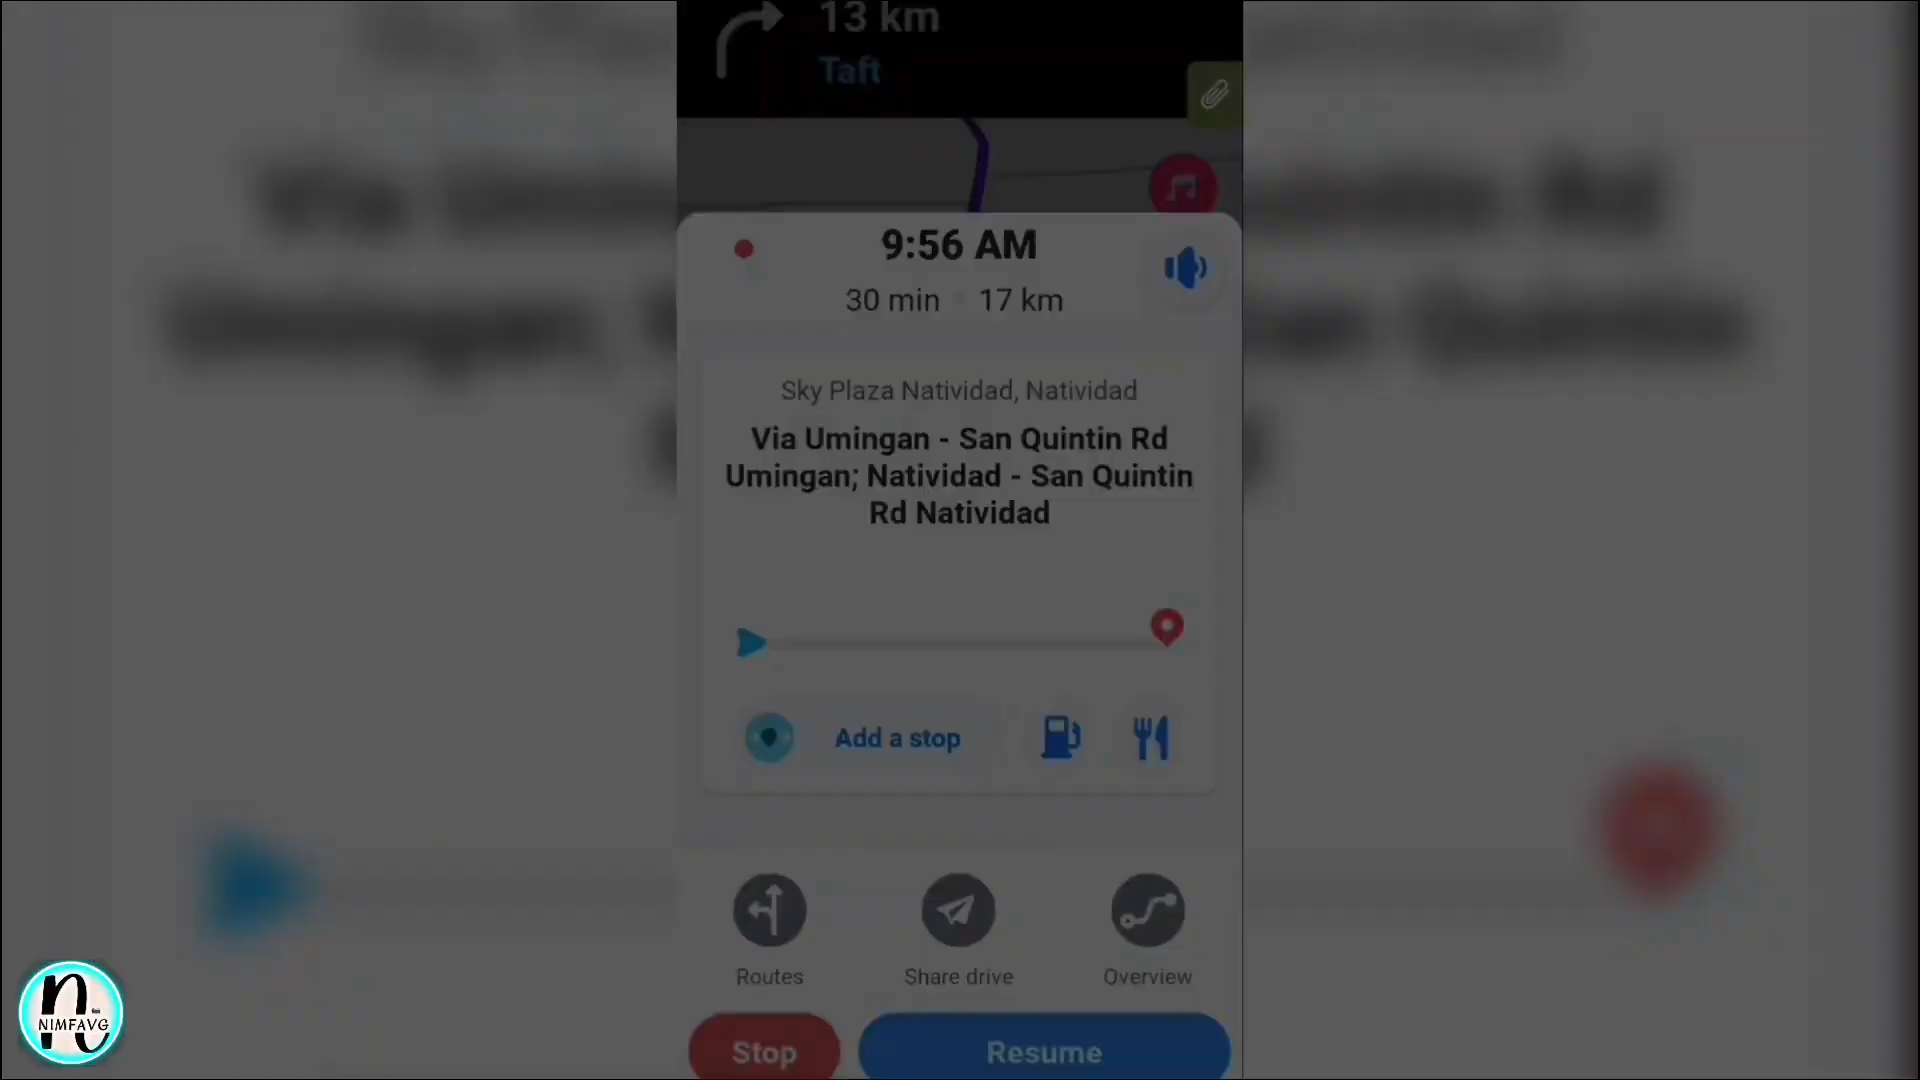 13 km
Taft
9:56 AM
30 min 17 km
Sky Plaza Natividad, Natividad
Via Umingan - San Quintin Rd
Umingan; Natividad - San Quintin
Rd Natividad
Add a stop
Routes Share drive Overview
Stop Resume
n
NIMFAVG